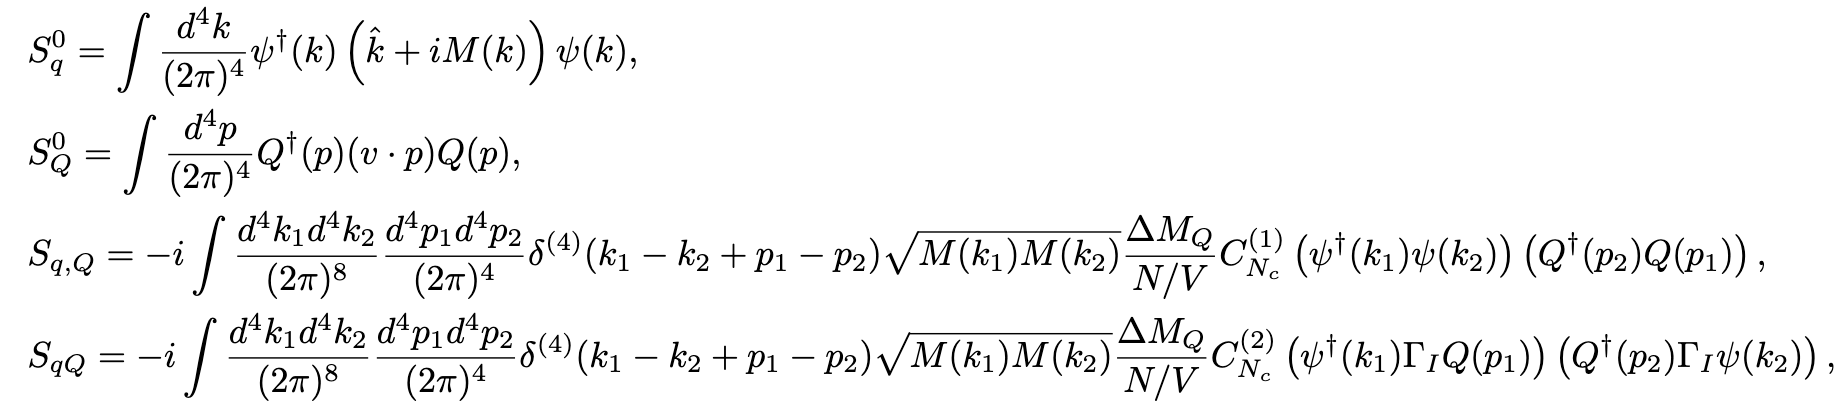 $S_q^0 = \int \frac{d^4k}{(2\pi)^4} \psi^\dagger(k) \left( \hat{k} + iM(k) \right) \psi(k),$
$S_Q^0 = \int \frac{d^4p}{(2\pi)^4} Q^\dagger(p)(v \cdot p)Q(p),$
$S_{q,Q} = -i \int \frac{d^4k_1 d^4k_2}{(2\pi)^8} \frac{d^4p_1 d^4p_2}{(2\pi)^4} \delta^{(4)}(k_1 - k_2 + p_1 - p_2) \sqrt{M(k_1)M(k_2)} \frac{\Delta M_Q}{N/V} C_{N_c}^{(1)} \left( \psi^\dagger(k_1)\psi(k_2) \right) \left( Q^\dagger(p_2)Q(p_1) \right),$
$S_{qQ} = -i \int \frac{d^4k_1 d^4k_2}{(2\pi)^8} \frac{d^4p_1 d^4p_2}{(2\pi)^4} \delta^{(4)}(k_1 - k_2 + p_1 - p_2) \sqrt{M(k_1)M(k_2)} \frac{\Delta M_Q}{N/V} C_{N_c}^{(2)} \left( \psi^\dagger(k_1)\Gamma_I Q(p_1) \right) \left( Q^\dagger(p_2)\Gamma_I \psi(k_2) \right),$